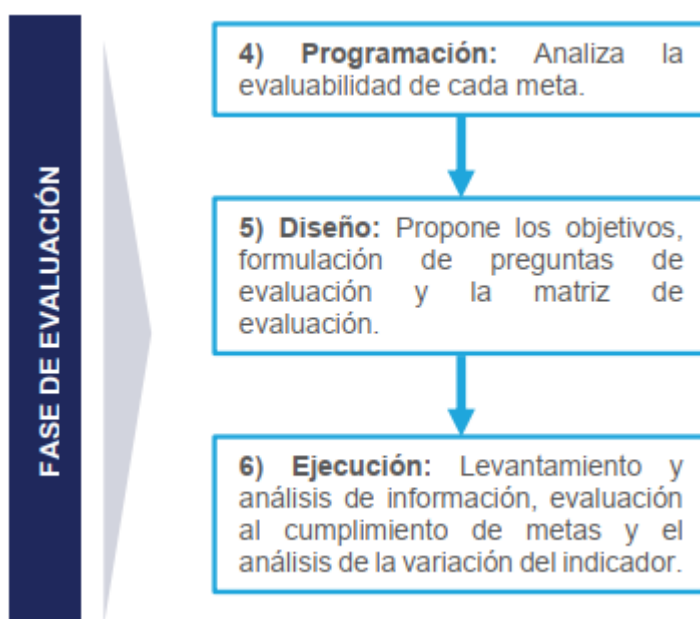 FASE DE EVALUACIÓN
4) Programación: Analiza la
evaluabilidad de cada meta.
5) Diseño: Propone los objetivos,
formulación de preguntas de
evaluación y la matriz de
evaluación.
6) Ejecución: Levantamiento y
análisis de información, evaluación
al cumplimiento de metas y el
análisis de la variación del indicador.